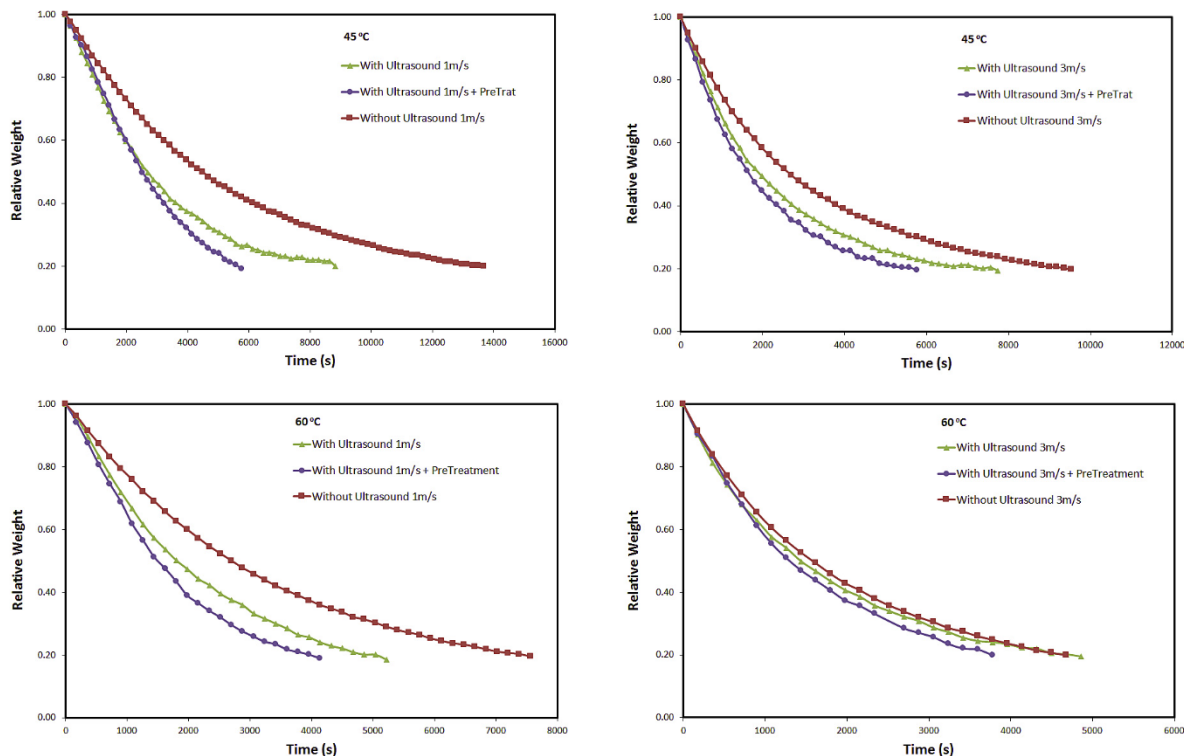 45 °C
With Ultrasound 1m/s
With Ultrasound 1m/s + PreTrat
Without Ultrasound 1m/s
Relative Weight
1.00
0.80
0.60
0.40
0.20
0.00
0 2000 4000 6000 8000 10000 12000 14000 16000
Time (s)
45 °C
With Ultrasound 3m/s
With Ultrasound 3m/s + PreTrat
Without Ultrasound 3m/s
Relative Weight
1.00
0.80
0.60
0.40
0.20
0.00
0 2000 4000 6000 8000 10000 12000
Time (s)
60 °C
With Ultrasound 1m/s
With Ultrasound 1m/s + PreTreatment
Without Ultrasound 1m/s
Relative Weight
1.00
0.80
0.60
0.40
0.20
0.00
0 1000 2000 3000 4000 5000 6000 7000 8000
Time (s)
60 °C
With Ultrasound 3m/s
With Ultrasound 3m/s + PreTreatment
Without Ultrasound 3m/s
Relative Weight
1.00
0.80
0.60
0.40
0.20
0.00
0 1000 2000 3000 4000 5000 6000
Time (s)